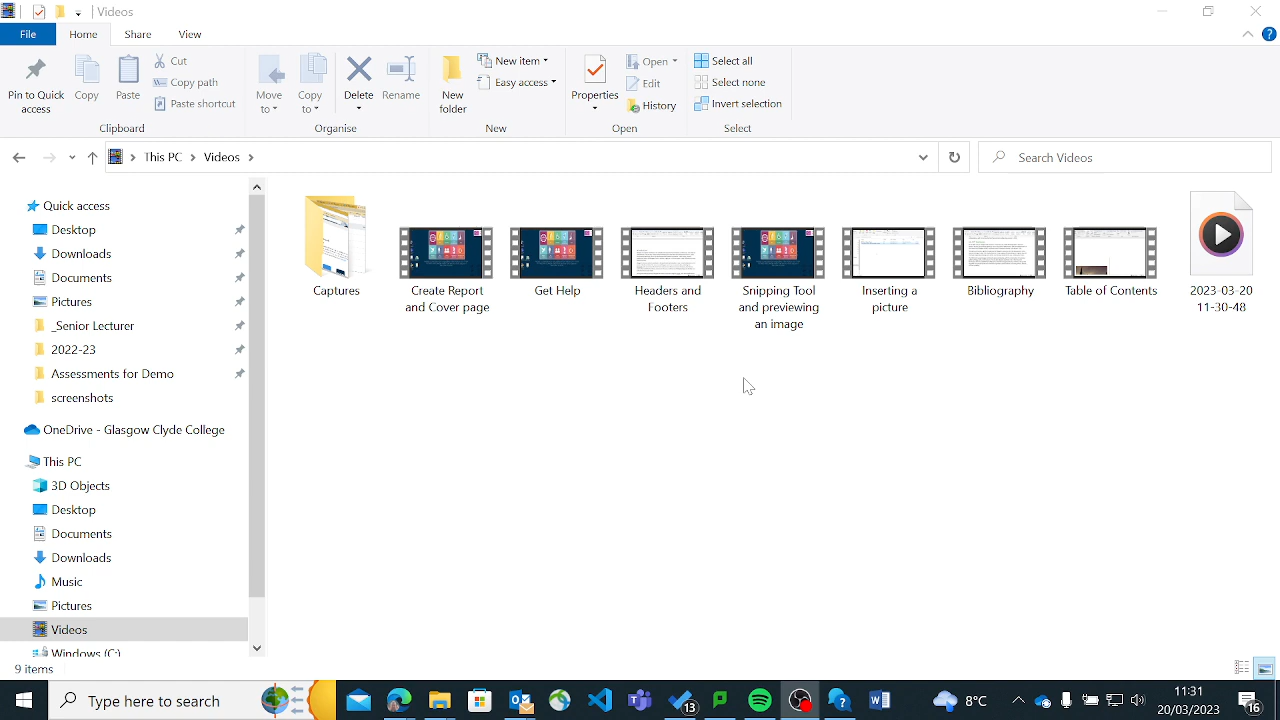 Videos
File Home Share View
Pin to Quick access
Copy
Paste
Cut
Copy path
Paste shortcut
Clipboard
Move to
Copy to
Delete
Rename
Organise
New folder
New item
Easy access
New
Properties
Open
Edit
History
Open
Select all
Select none
Invert selection
Select
This PC Videos
Search Videos
Quick access
Desktop
Downloads
Documents
Pictures
_Senior Lecturer
2022-23
Assessments for Demo
screenshots
OneDrive - Glasgow Clyde College
This PC
3D Objects
Desktop
Documents
Downloads
Music
Pictures
Videos
Windows (C:)
Captures
Create Report
and Cover page
Get Help
Headers and
Footers
Snipping Tool
and previewing
an image
Inserting a
picture
Bibliography
Table of Contents
2023-03-20
11-30-48
9 items
Type here to search
13
8°C
11:31
20/03/2023
16